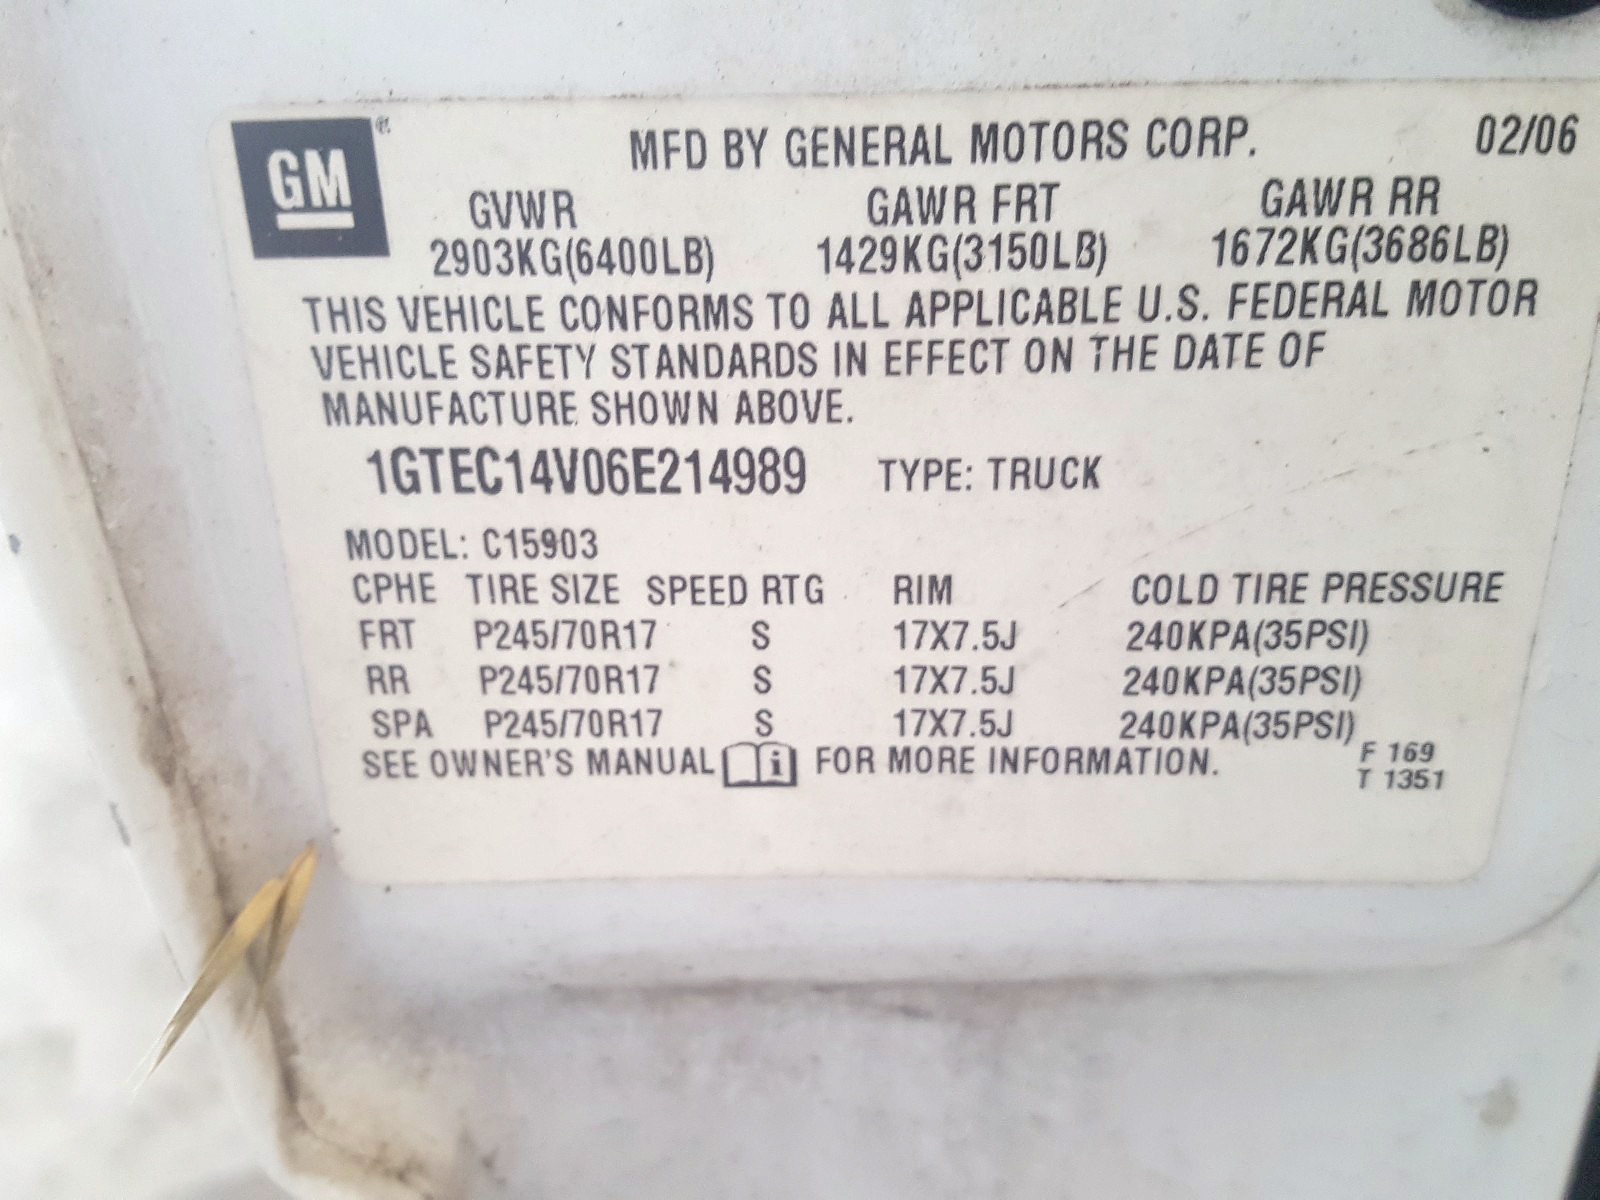 GM ®
MFD BY GENERAL MOTORS CORP. 02/06
GVWR GAWR FRT GAWR RR
2903KG(6400LB) 1429KG(3150LB) 1672KG(3686LB)
THIS VEHICLE CONFORMS TO ALL APPLICABLE U.S. FEDERAL MOTOR
VEHICLE SAFETY STANDARDS IN EFFECT ON THE DATE OF
MANUFACTURE SHOWN ABOVE.
1GTEC14V06E214989 TYPE: TRUCK
MODEL: C15903
CPHE TIRE SIZE SPEED RTG RIM COLD TIRE PRESSURE
FRT P245/70R17 S 17X7.5J 240KPA(35PSI)
RR P245/70R17 S 17X7.5J 240KPA(35PSI)
SPA P245/70R17 S 17X7.5J 240KPA(35PSI)
SEE OWNER'S MANUAL i FOR MORE INFORMATION. F 169
T 1351